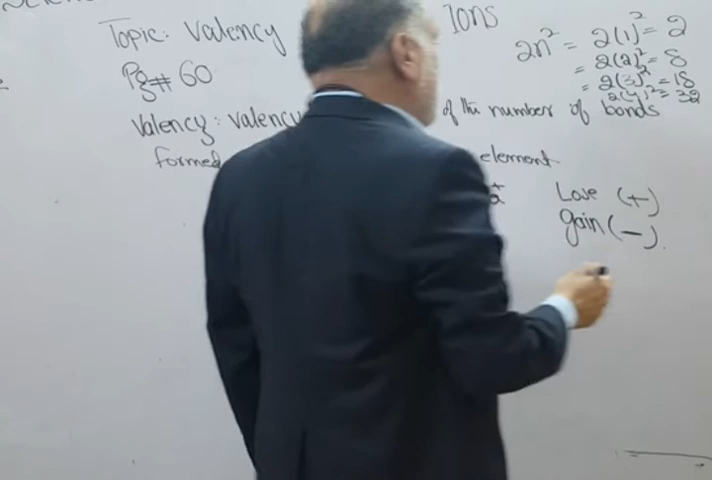 Topic: Valency Ions
Pg# 60
2n² = 2(1)² = 2
= 2(2)² = 8
= 2(3)² = 18
2(4)² = 32
Valency: valency of the number of bonds
formed element
Lose (+)
gain (-).